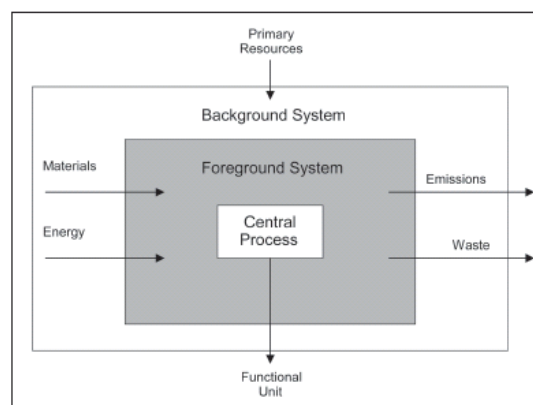 Primary
Resources
Background System
Materials
Foreground System
Emissions
Central
Process
Energy
Waste
Functional
Unit